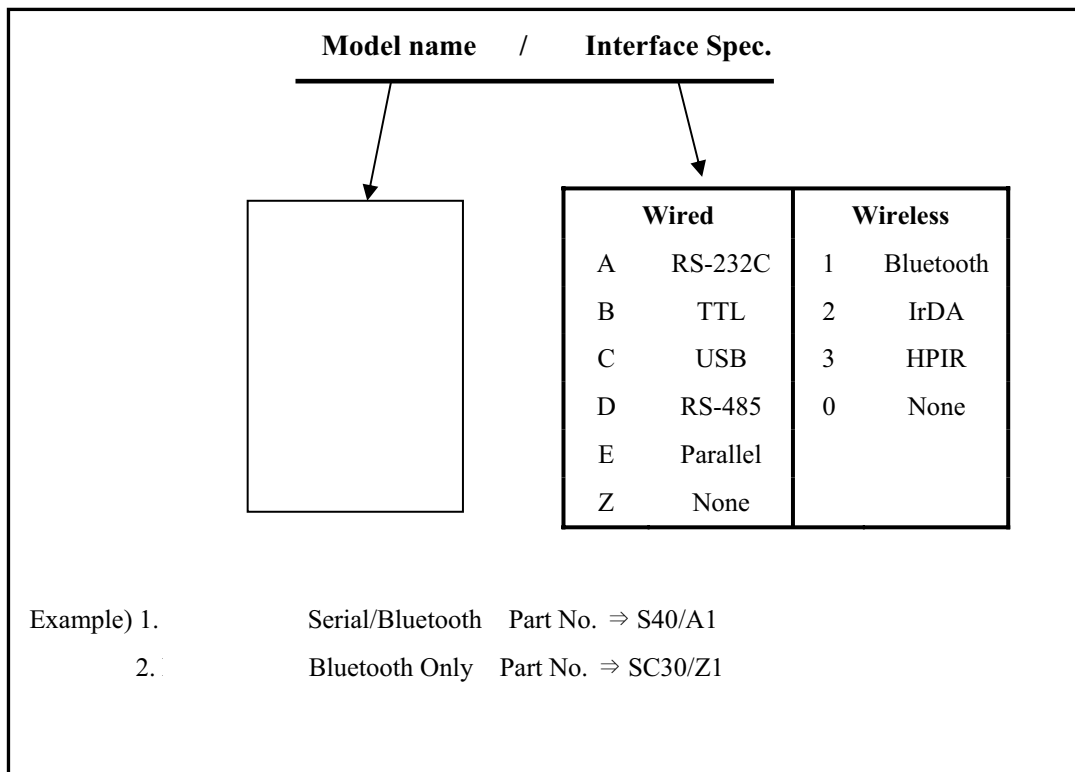 Model name / Interface Spec.
Wired Wireless
A RS-232C 1 Bluetooth
B TTL 2 IrDA
C USB 3 HPIR
D RS-485 0 None
E Parallel
Z None
Example) 1. Serial/Bluetooth Part No. ⇒ S40/A1
2. Bluetooth Only Part No. ⇒ SC30/Z1